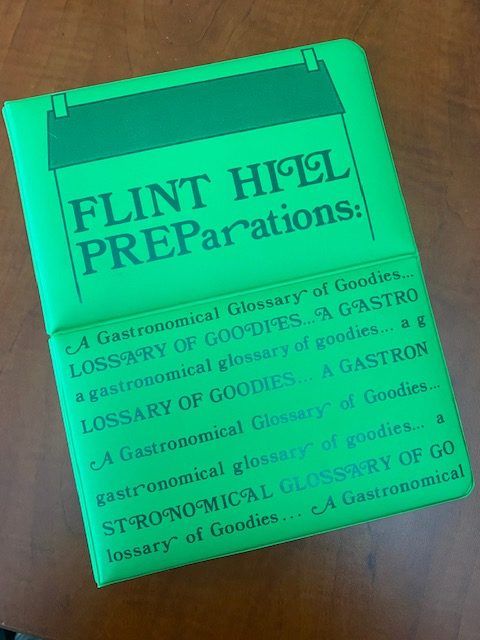 FLINT HILL
PREParations:
A Gastronomical Glossary of Goodies...
LOSSARY OF GOODIES...A GASTRO
a gastronomical glossary of goodies... a g
LOSSARY OF GOODIES... A GASTRON
A Gastronomical Glossary of Goodies...
gastronomical glossary of goodies... a
STRONOMICAL GLOSSARY OF GO
lossary of Goodies... A Gastronomical